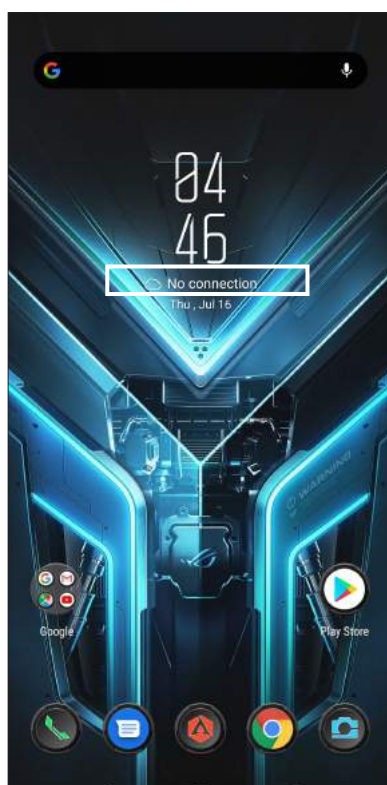 04
46
No connection
Thu , Jul 16
WARNING
Google
Play Store